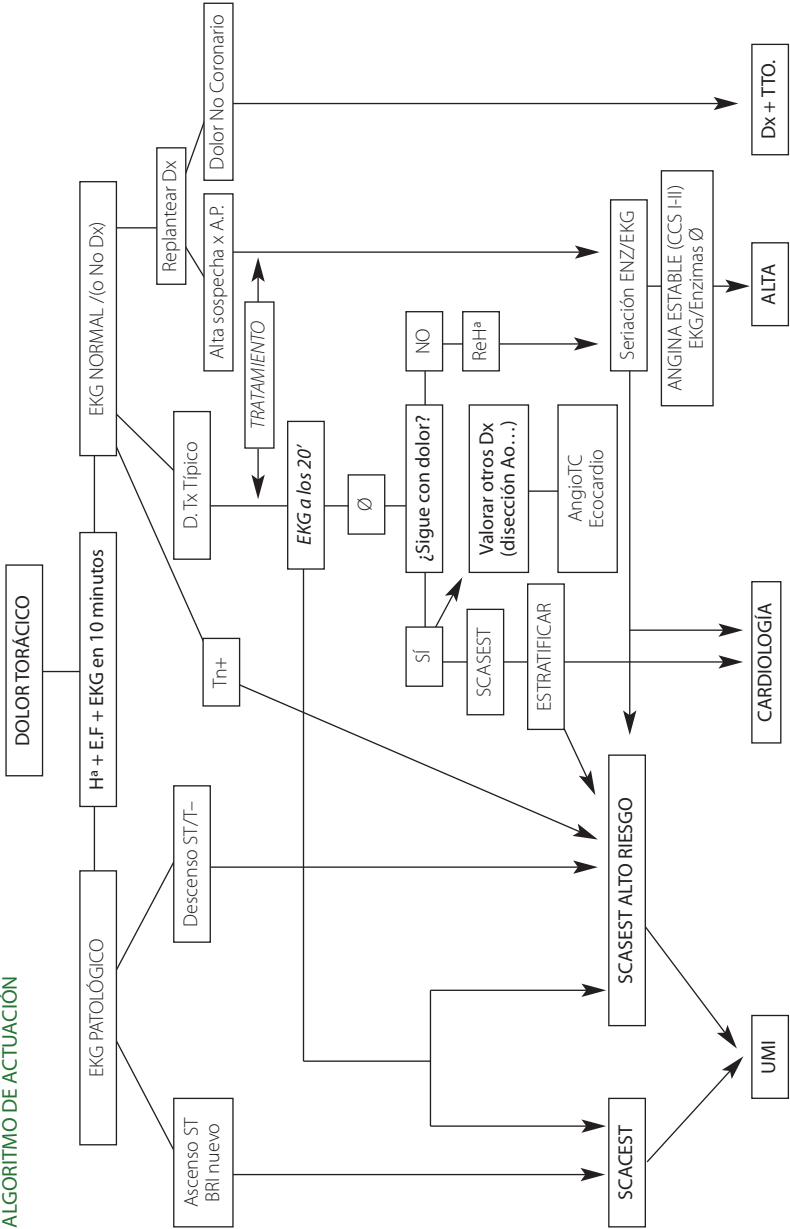 ALGORITMO DE ACTUACIÓN
DOLOR TORÁCICO
Hª + E.F + EKG en 10 minutos
EKG PATOLÓGICO
EKG NORMAL /(o No Dx)
Ascenso ST
BRI nuevo
Descenso ST/T–
Tn+
D. Tx Típico
Replantear Dx
Alta sospecha x A.P.
Dolor No Coronario
TRATAMIENTO
EKG a los 20’
Ø
¿Sigue con dolor?
SÍ
NO
SCASEST
Valorar otros Dx
(disección Ao…)
ReHª
ESTRATIFICAR
AngioTC
Ecocardio
SCACEST
SCASEST ALTO RIESGO
Seriación ENZ/EKG
ANGINA ESTABLE (CCS I-II)
EKG/Enzimas Ø
UMI
CARDIOLOGÍA
ALTA
Dx + TTO.